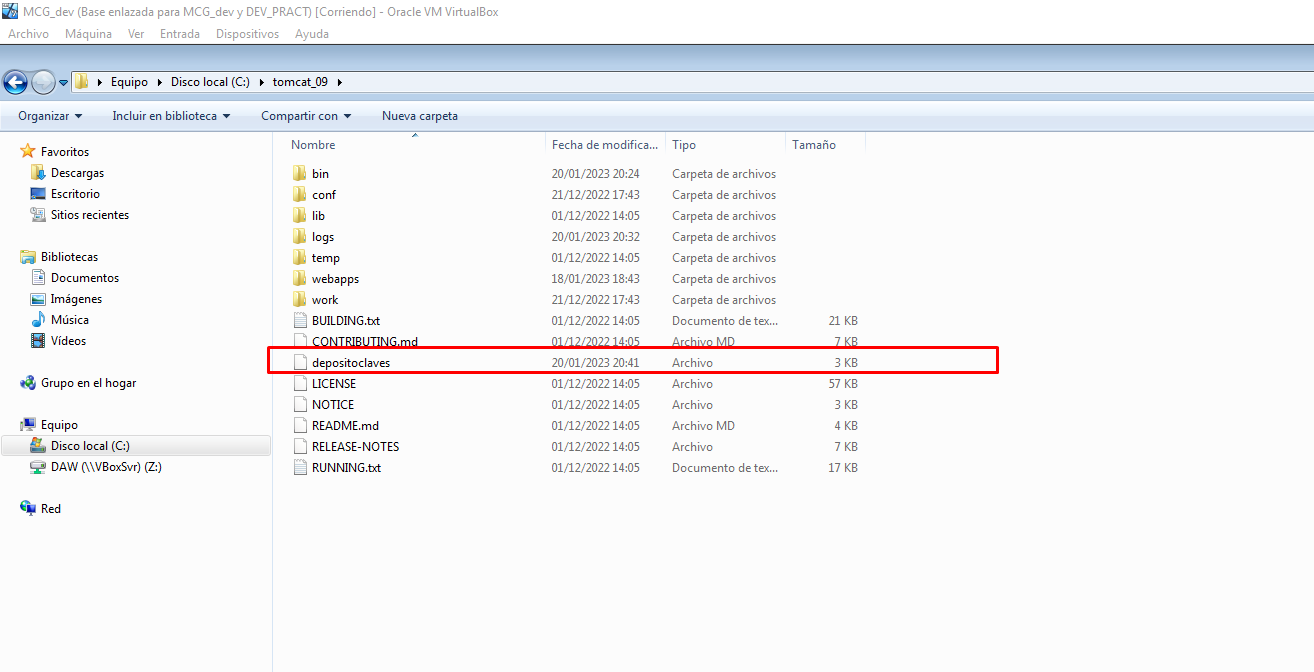 MCG_dev (Base enlazada para MCG_dev y DEV_PRACT) [Corriendo] - Oracle VM VirtualBox
Archivo Máquina Ver Entrada Dispositivos Ayuda
Equipo Disco local (C:) tomcat_09
Organizar Incluir en biblioteca Compartir con Nueva carpeta
Favoritos
Descargas
Escritorio
Sitios recientes
Bibliotecas
Documentos
Imágenes
Música
Vídeos
Grupo en el hogar
Equipo
Disco local (C:)
DAW (\\VBoxSvr) (Z:)
Red
Nombre Fecha de modifica... Tipo Tamaño
bin 20/01/2023 20:24 Carpeta de archivos
conf 21/12/2022 17:43 Carpeta de archivos
lib 01/12/2022 14:05 Carpeta de archivos
logs 20/01/2023 20:32 Carpeta de archivos
temp 01/12/2022 14:05 Carpeta de archivos
webapps 18/01/2023 18:43 Carpeta de archivos
work 21/12/2022 17:43 Carpeta de archivos
BUILDING.txt 01/12/2022 14:05 Documento de tex... 21 KB
CONTRIBUTING.md 01/12/2022 14:05 Archivo MD 7 KB
depositoclaves 20/01/2023 20:41 Archivo 3 KB
LICENSE 01/12/2022 14:05 Archivo 57 KB
NOTICE 01/12/2022 14:05 Archivo 3 KB
README.md 01/12/2022 14:05 Archivo MD 4 KB
RELEASE-NOTES 01/12/2022 14:05 Archivo 7 KB
RUNNING.txt 01/12/2022 14:05 Documento de tex... 17 KB